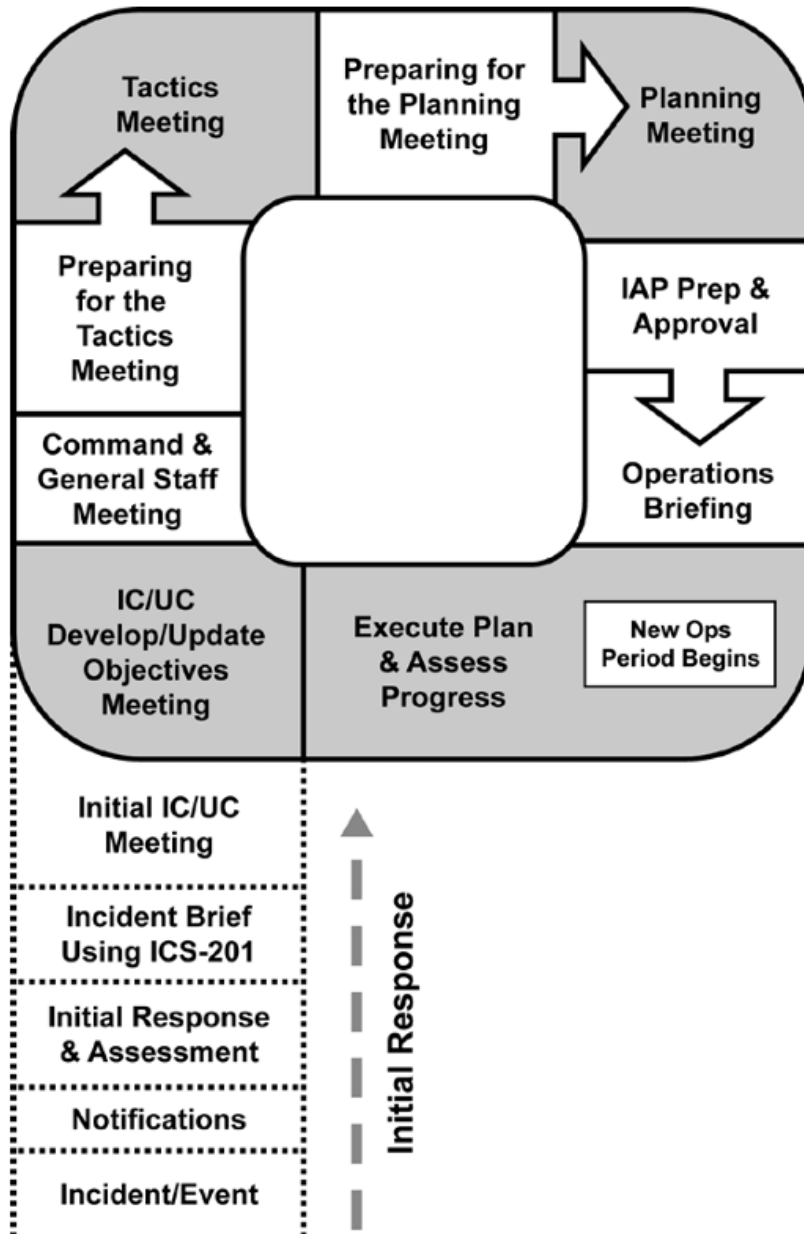 Tactics
Meeting
Preparing for
the Planning
Meeting
Planning
Meeting
Preparing
for the
Tactics
Meeting
IAP Prep &
Approval
Command &
General Staff
Meeting
Operations
Briefing
IC/UC
Develop/Update
Objectives
Meeting
Execute Plan
& Assess
Progress
New Ops
Period Begins
Initial IC/UC
Meeting
Incident Brief
Using ICS-201
Initial Response
& Assessment
Notifications
Incident/Event
Initial Response